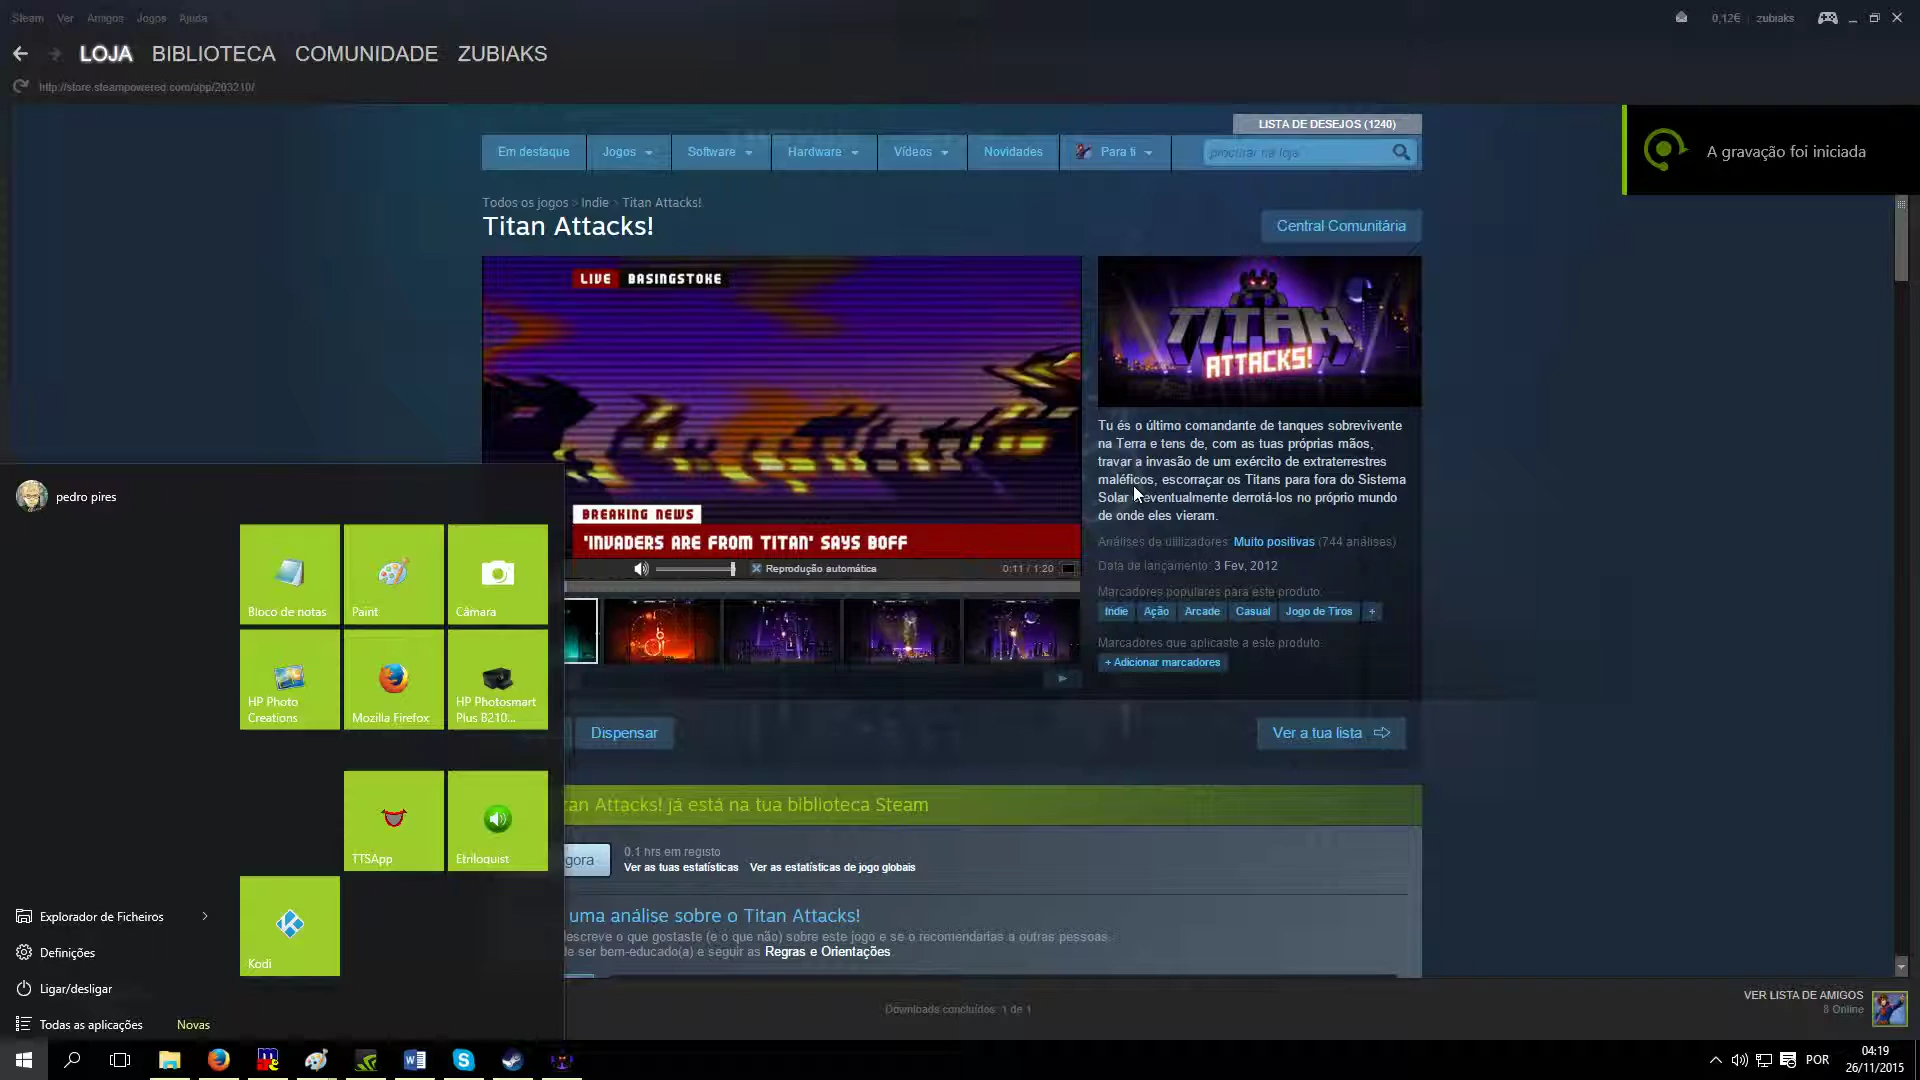 Steam Ver Amigos Jogos Ajuda
0,12€ zubiaks
LOJA BIBLIOTECA COMUNIDADE ZUBIAKS
http://store.steampowered.com/app/203210/
LISTA DE DESEJOS (1240)
Em destaque Jogos Software Hardware Vídeos Novidades Para ti procurar na loja
A gravação foi iniciada
Todos os jogos > Indie > Titan Attacks!
Titan Attacks!
Central Comunitária
LIVE BASINGSTOKE
TITAN
ATTACKS!
Tu és o último comandante de tanques sobrevivente
na Terra e tens de, com as tuas próprias mãos,
travar a invasão de um exército de extraterrestres
maléficos, escorraçar os Titans para fora do Sistema
Solar eventualmente derrotá-los no próprio mundo
de onde eles vieram.
BREAKING NEWS
'INVADERS ARE FROM TITAN' SAYS BOFF
Reprodução automática 0:11 / 1:20
Análises de utilizadores: Muito positivas (744 análises)
Data de lançamento: 3 Fev, 2012
Marcadores populares para este produto:
Indie Ação Arcade Casual Jogo de Tiros +
Marcadores que aplicaste a este produto:
+ Adicionar marcadores
Dispensar
Ver a tua lista
tan Attacks! já está na tua biblioteca Steam
gora
0.1 hrs em registo
Ver as tuas estatísticas Ver as estatísticas de jogo globais
uma análise sobre o Titan Attacks!
descreve o que gostaste (e o que não) sobre este jogo e se o recomendarias a outras pessoas.
de ser bem-educado(a) e seguir as Regras e Orientações
Downloads concluídos: 1 de 1
VER LISTA DE AMIGOS
8 Online
pedro pires
Bloco de notas
Paint
Câmara
HP Photo
Creations
Mozilla Firefox
HP Photosmart
Plus B210...
TTSApp
Etriloquist
Kodi
Explorador de Ficheiros
Definições
Ligar/desligar
Todas as aplicações Novas
POR
04:19
26/11/2015